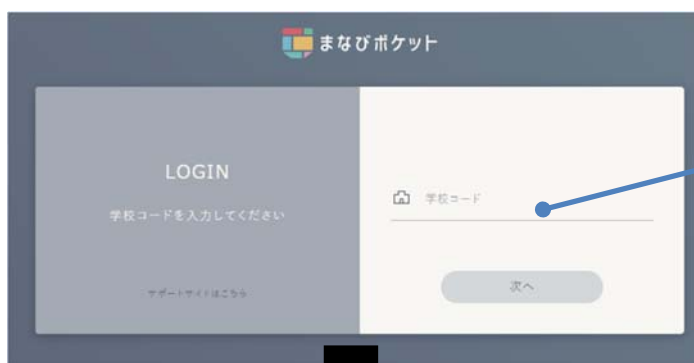 まなびポケット
LOGIN
学校コードを入力してください
サポートサイトはこちら
学校コード
次へ